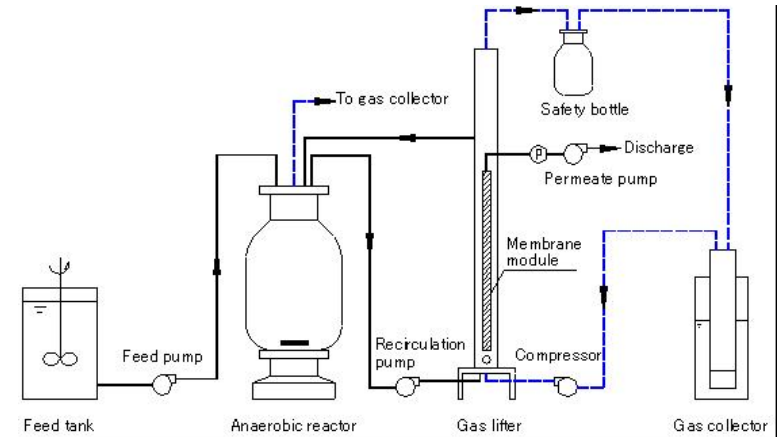 To gas collector
Safety bottle
P
Discharge
Permeate pump
Membrane
module
Feed pump
Recirculation
pump
Compressor
Feed tank
Anaerobic reactor
Gas lifter
Gas collector